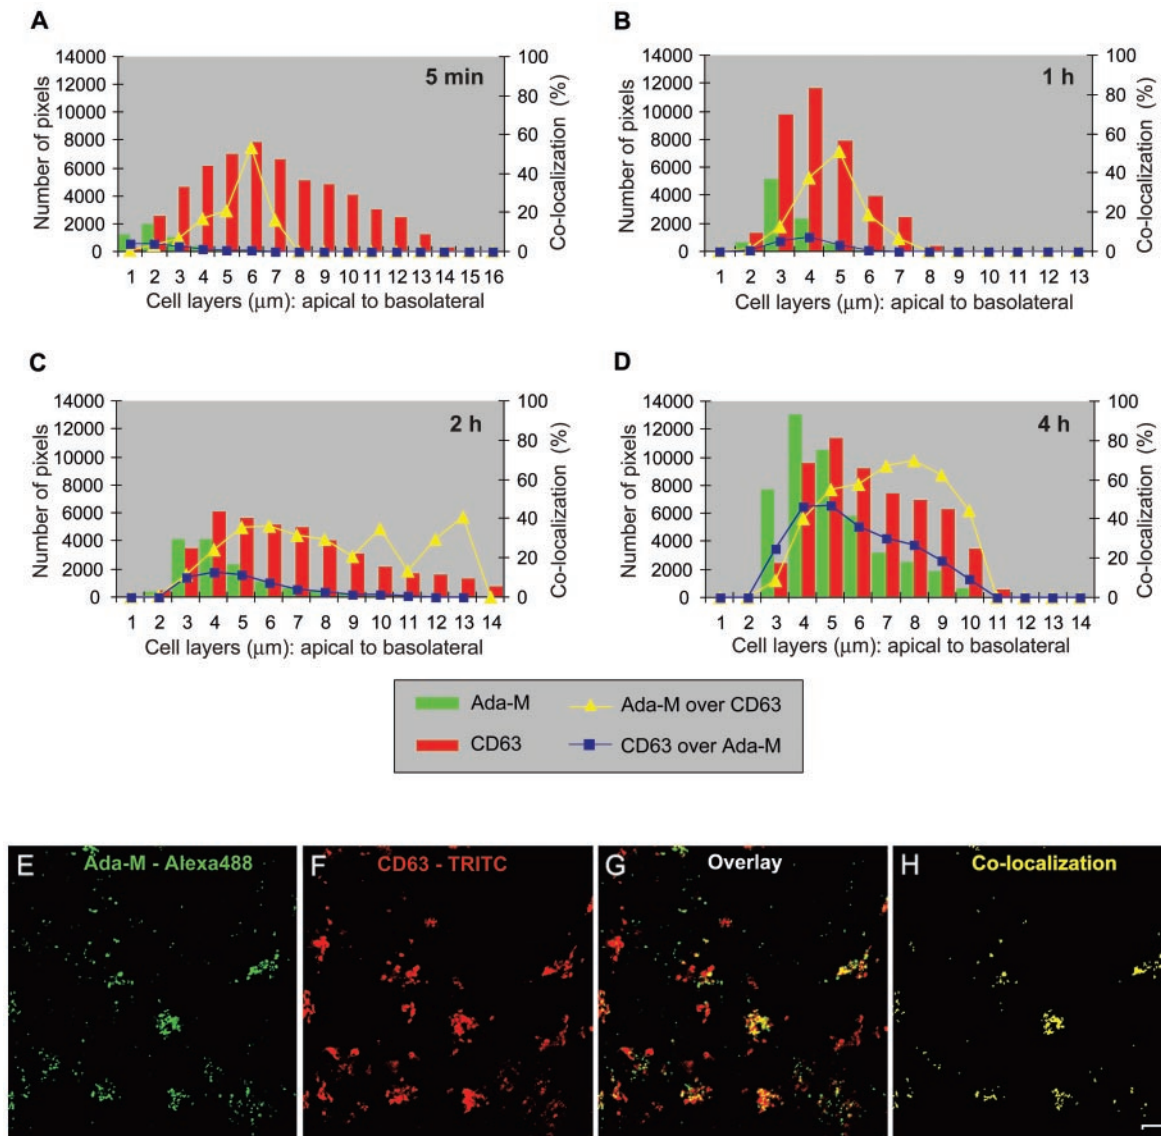 A
5 min
14000
12000
10000
8000
6000
4000
2000
0
100
80
60
40
20
0
Number of pixels
Co-localization (%)
1 2 3 4 5 6 7 8 9 10 11 12 13 14 15 16
Cell layers (μm): apical to basolateral
B
1 h
14000
12000
10000
8000
6000
4000
2000
0
100
80
60
40
20
0
Number of pixels
Co-localization (%)
1 2 3 4 5 6 7 8 9 10 11 12 13
Cell layers (μm): apical to basolateral
C
2 h
14000
12000
10000
8000
6000
4000
2000
0
100
80
60
40
20
0
Number of pixels
Co-localization (%)
1 2 3 4 5 6 7 8 9 10 11 12 13 14
Cell layers (μm): apical to basolateral
D
4 h
14000
12000
10000
8000
6000
4000
2000
0
100
80
60
40
20
0
Number of pixels
Co-localization (%)
1 2 3 4 5 6 7 8 9 10 11 12 13 14
Cell layers (μm): apical to basolateral
Ada-M
Ada-M over CD63
CD63
CD63 over Ada-M
E Ada-M - Alexa488
F CD63 - TRITC
G Overlay
H Co-localization